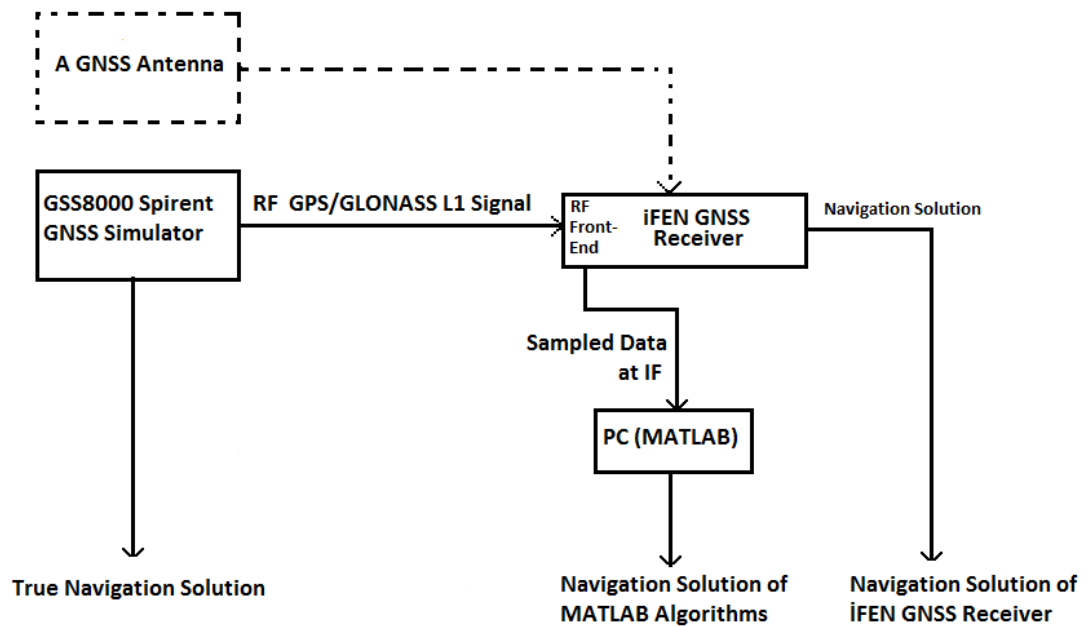 A GNSS Antenna
GSS8000 Spirent
GNSS Simulator
RF GPS/GLONASS L1 Signal
RF
Front-
End
iFEN GNSS
Receiver
Navigation Solution
Sampled Data
at IF
PC (MATLAB)
True Navigation Solution
Navigation Solution of
MATLAB Algorithms
Navigation Solution of
İFEN GNSS Receiver